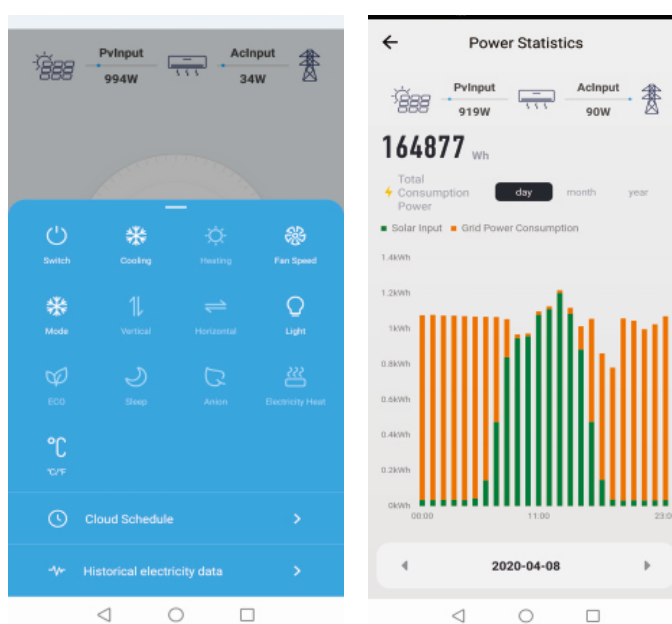 PvInput
AcInput
994W
34W
Switch
Cooling
Heating
Fan Speed
Mode
Vertical
Horizontal
Light
ECO
Sleep
Anion
Electricity Heat
°C
°C/°F
Cloud Schedule
Historical electricity data
Power Statistics
PvInput
AcInput
919W
90W
164877 Wh
Total
Consumption
Power
day
month
year
Solar Input
Grid Power Consumption
1.4kWh
1.2kWh
1kWh
0.8kWh
0.6kWh
0.4kWh
0.2kWh
0kWh
00:00
11:00
2020-04-08